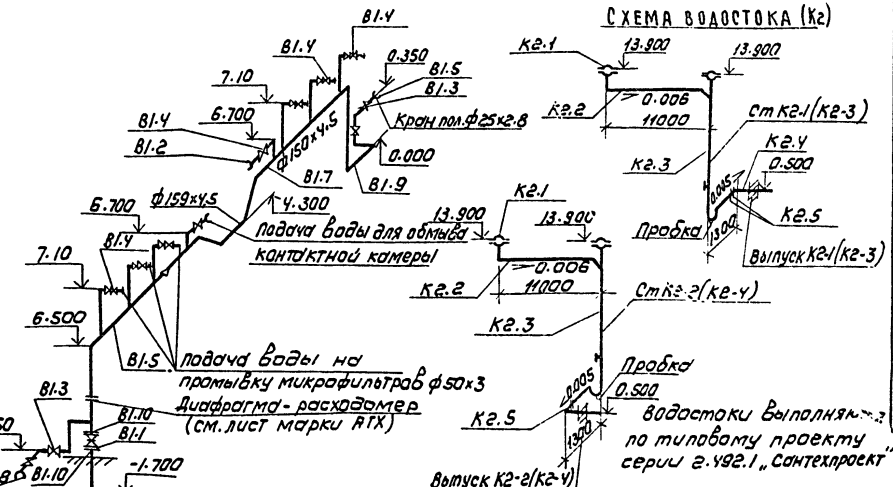 СХЕМА ВОДОСТОКА (К2)
В1.4
В1.4
0.350
В1.5
В1.3
7.10
В1.4
6.700
В1.2
Ф150х4.5
Кран пол. ф25х2.8
0.000
В1.7
В1.9
К2.1
13.900
13.900
К2.2
0.006
11000
Ст К2-1(К2-3)
К2.4
К2.3
0.500
0.005
К2.5
Пробка
1300
Выпуск К2-1(К2-3)
ф159х4.5
4.300
6.700
В1.4
7.10
Подача воды для обмыва
контактной камеры
К2.1
13.900
13.900
0.006
К2.2
11000
Ст К2-2(К2-4)
К2.3
6.500
В1.5
Подача воды на
промывку микрофильтров ф50х3
Диафрагма-расходомер
(см. лист марки АТХ)
В1.3
В1.10
В1.1
В1.10
-1.700
0.005
Пробка
0.500
К2.5
1300
Выпуск К2-2(К2-4)
Водостоки
по типовому проекту
серии 2.492.1 „Сантехпроект"